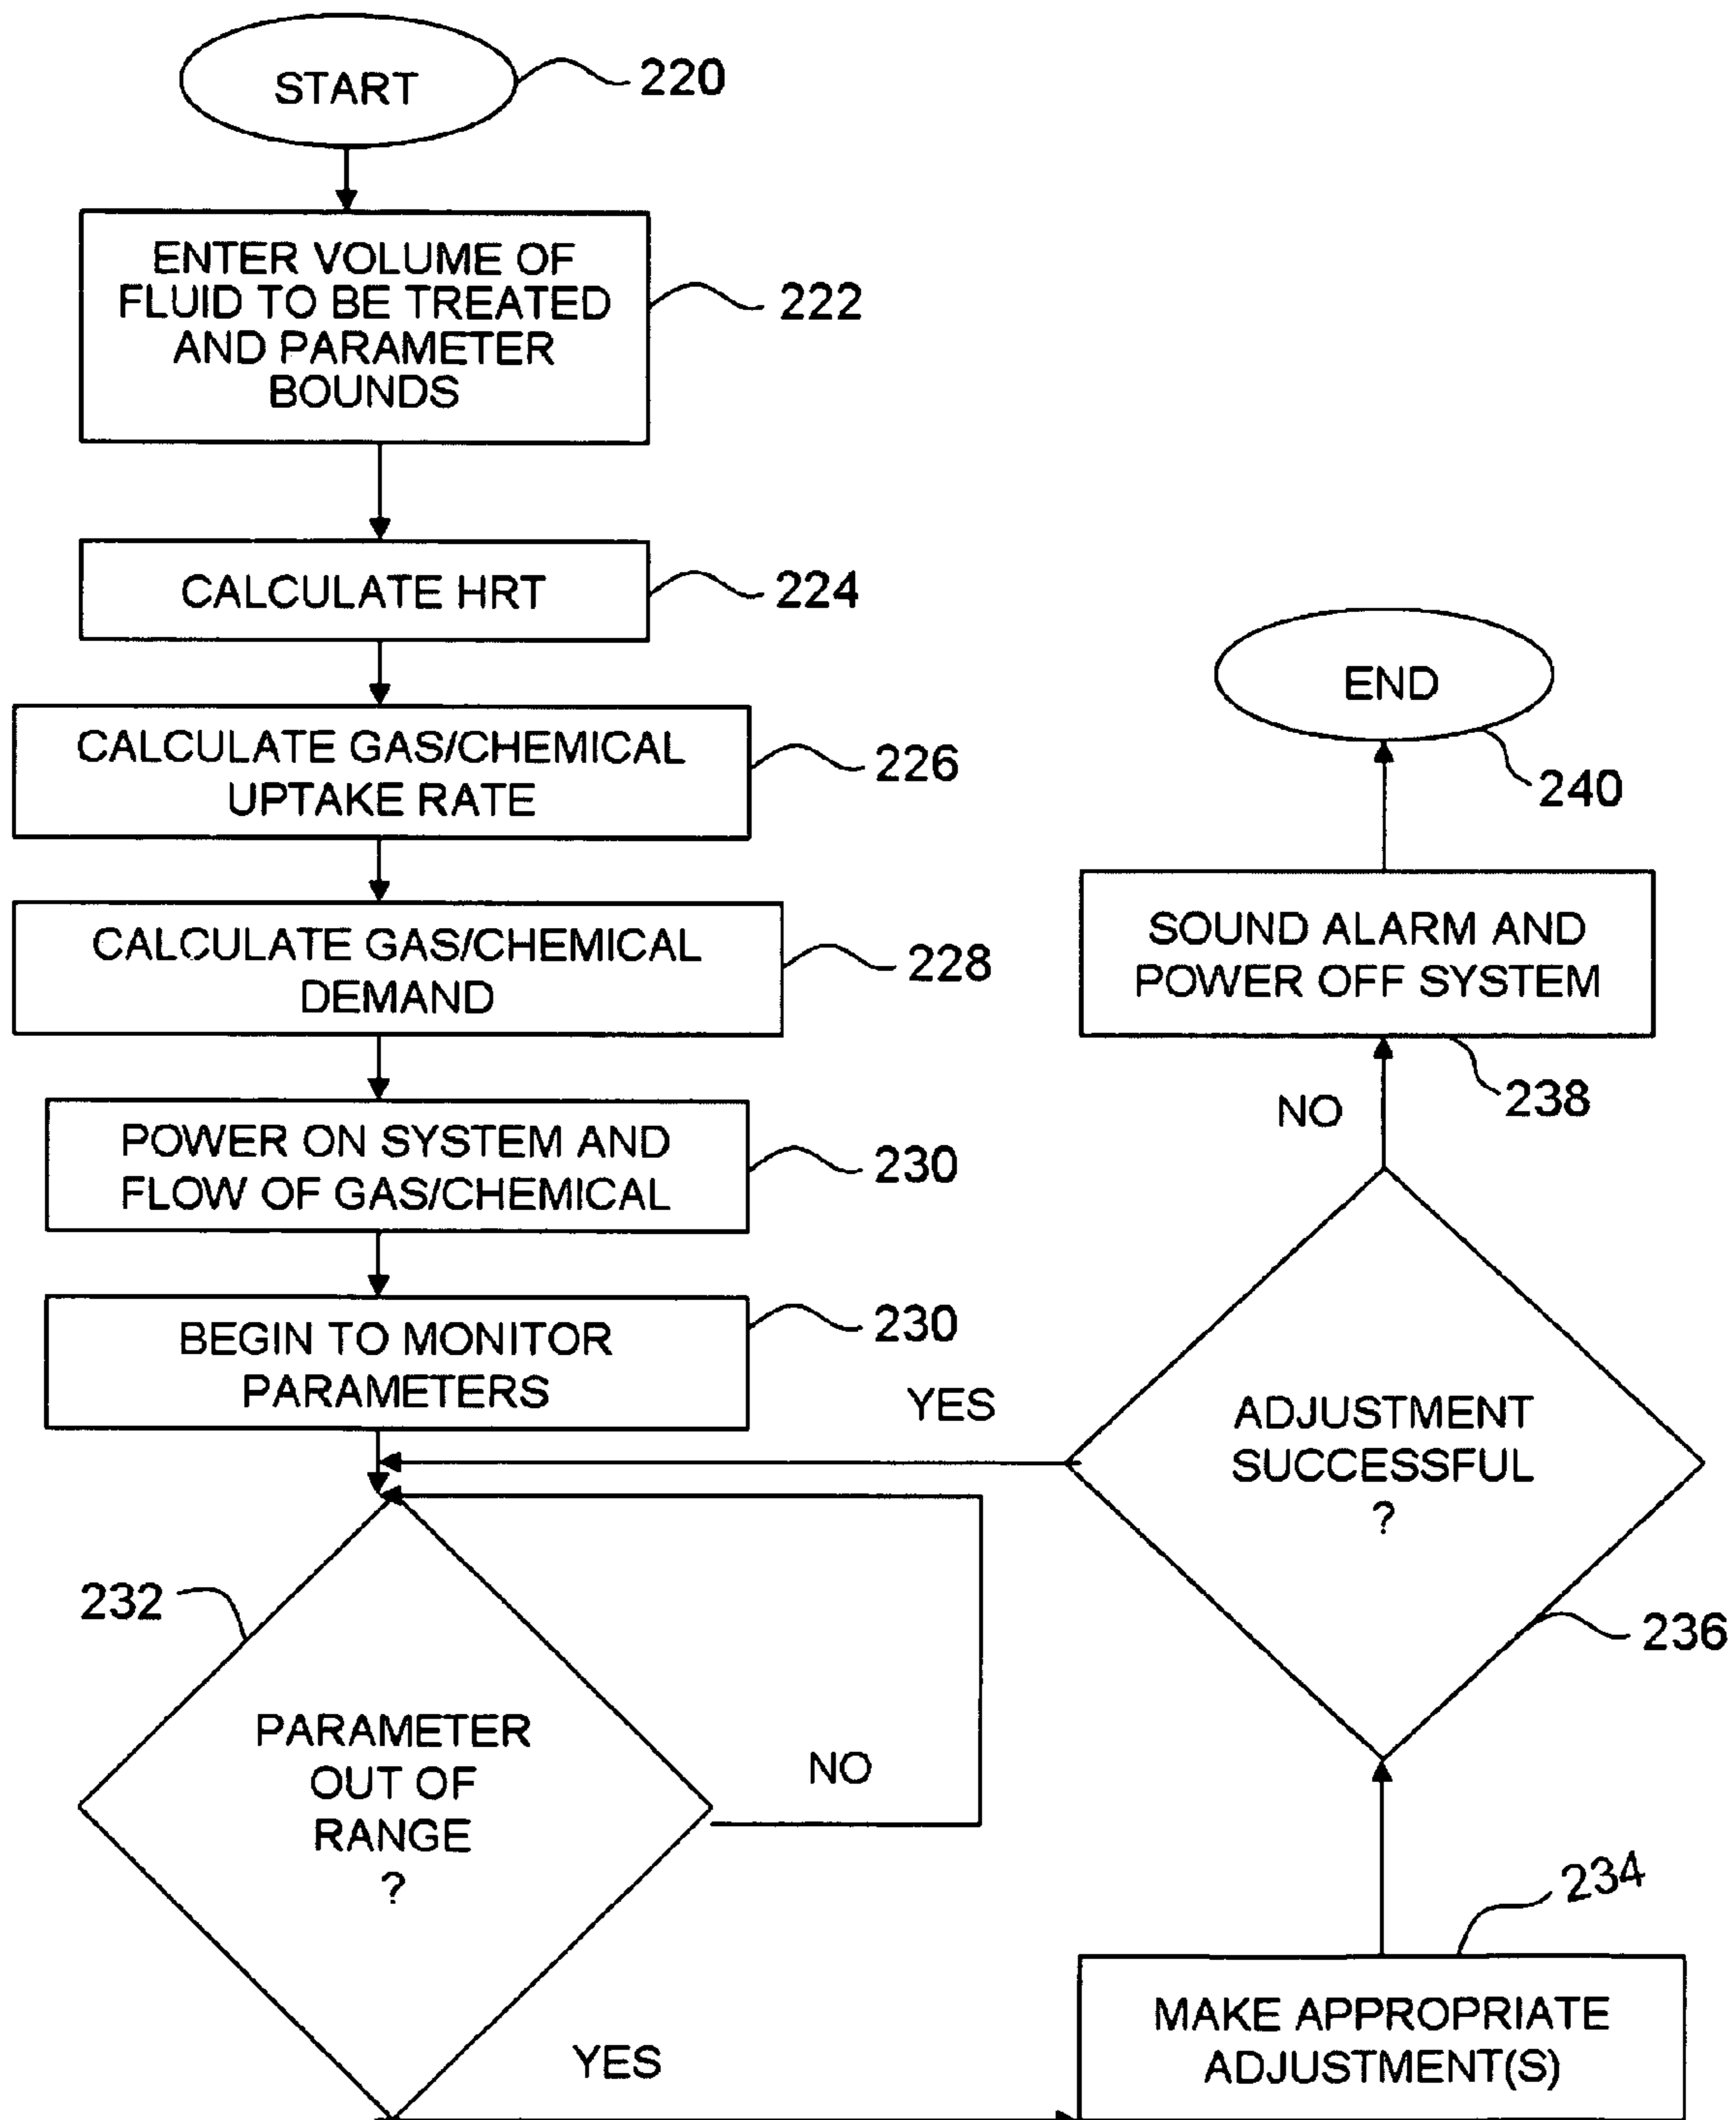 START
220
ENTER VOLUME OF
FLUID TO BE TREATED
AND PARAMETER
BOUNDS
222
CALCULATE HRT
224
CALCULATE GAS/CHEMICAL
UPTAKE RATE
226
CALCULATE GAS/CHEMICAL
DEMAND
228
POWER ON SYSTEM AND
FLOW OF GAS/CHEMICAL
230
BEGIN TO MONITOR
PARAMETERS
230
232
PARAMETER
OUT OF
RANGE
?
NO
YES
MAKE APPROPRIATE
ADJUSTMENT(S)
234
ADJUSTMENT
SUCCESSFUL
?
236
YES
NO
SOUND ALARM AND
POWER OFF SYSTEM
238
END
240